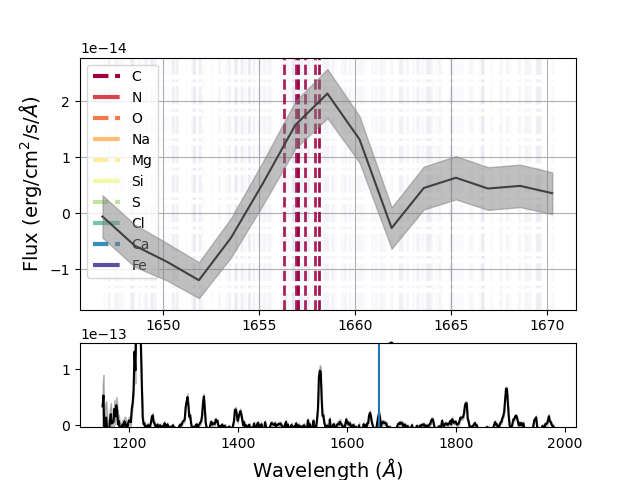 1e−14
Flux (erg/cm²/s/Å)
2
1
0
−1
C
N
O
Na
Mg
Si
S
Cl
Ca
Fe
1650 1655 1660 1665 1670
1e−13
1
0
1200 1400 1600 1800 2000
Wavelength (Å)